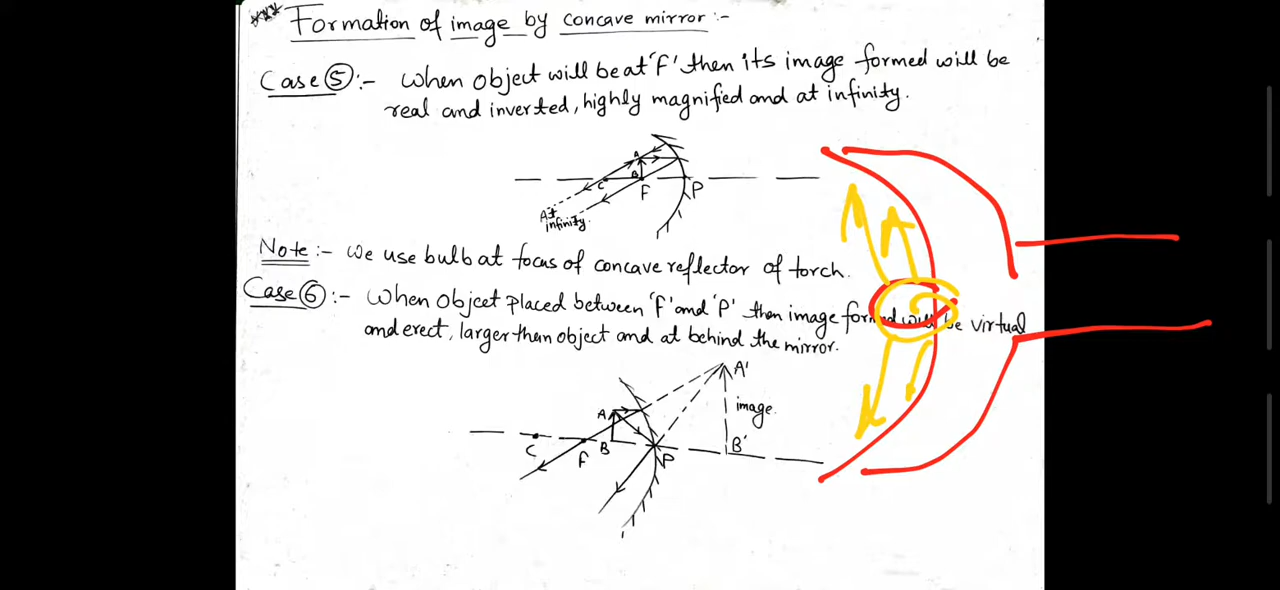 *** Formation of image by concave mirror :-
Case 5 :- When object will be at 'F' then its image formed will be
real and inverted, highly magnified and at infinity.
A
B
C
F
P
At
infinity
Note :- We use bulb at focus of concave reflector of torch.
Case 6 :- When object placed between 'F' and 'P' then image formed will be virtual
and erect, larger than object and at behind the mirror.
A'
A
image
C
F
B
P
B'